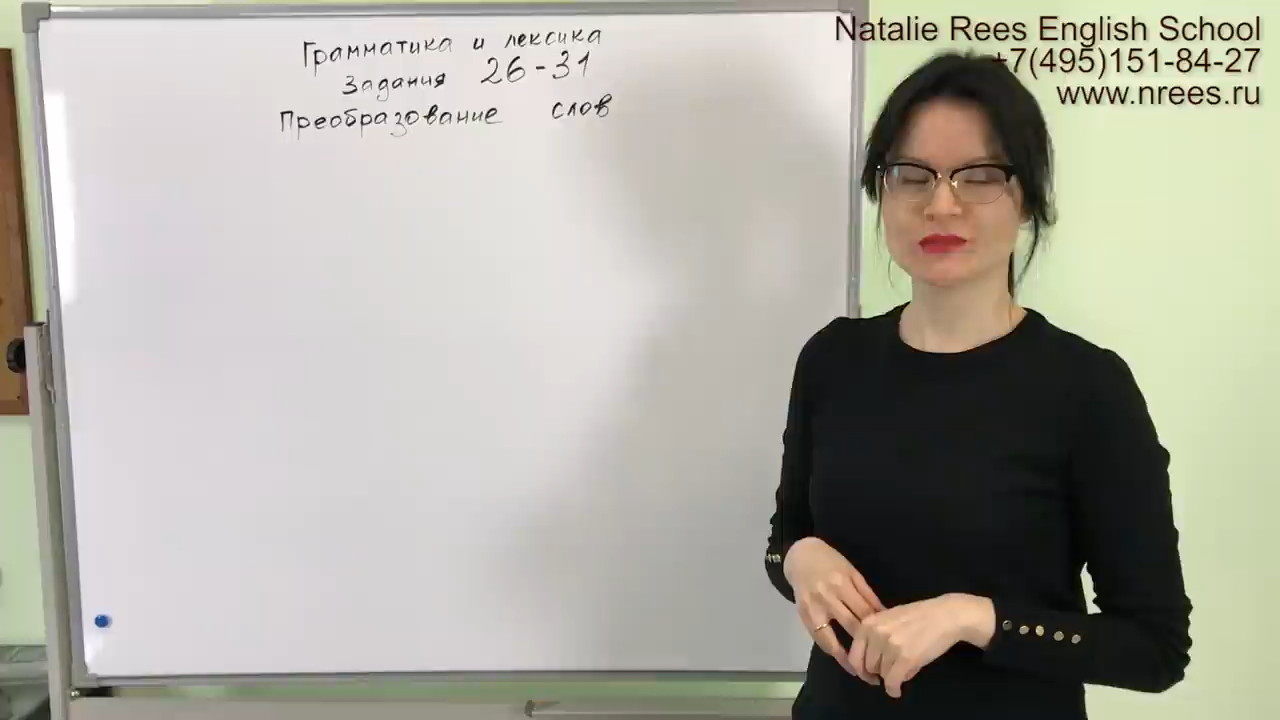 Грамматика и лексика
Задания 26-31
Преобразование слов
Natalie Rees English School
+7(495)151-84-27
www.nrees.ru